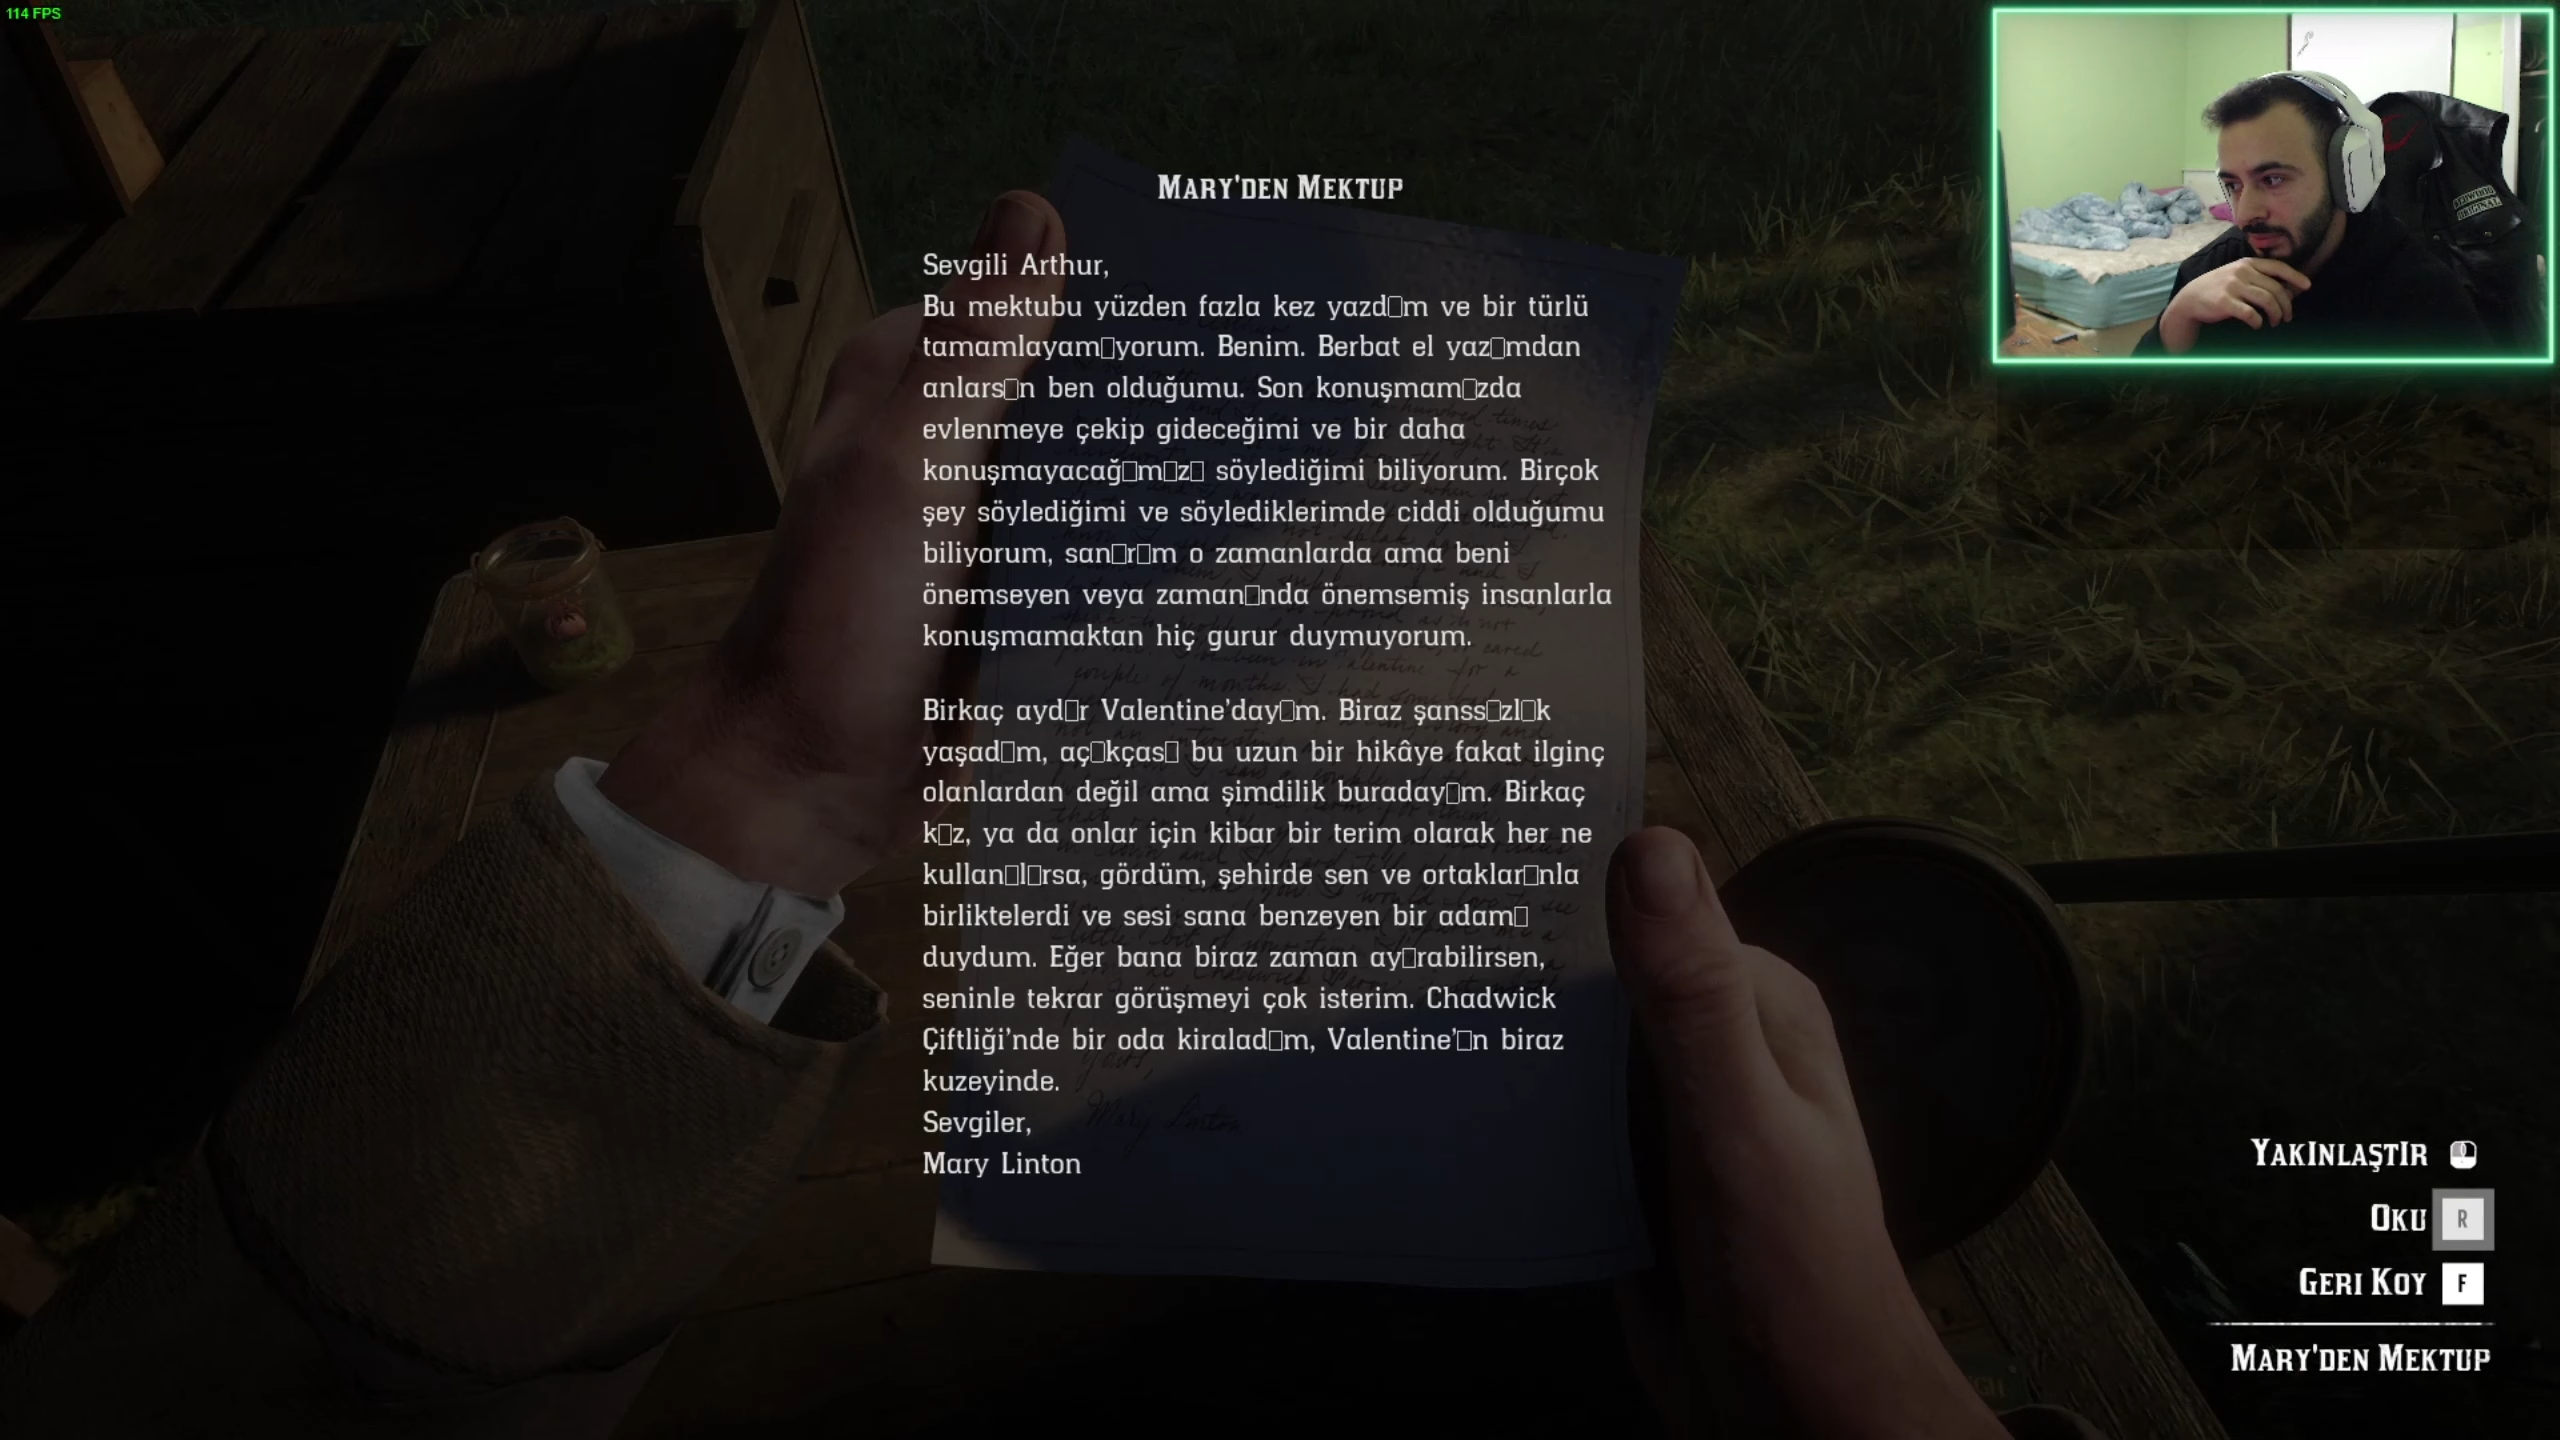 114 FPS
MARY'DEN MEKTUP
Sevgili Arthur,
Bu mektubu yüzden fazla kez yazd□m ve bir türlü
tamamlayam□yorum. Benim. Berbat el yaz□mdan
anlars□n ben olduğumu. Son konuşmam□zda
evlenmeye çekip gideceğimi ve bir daha
konuşmayacağ□m□z□ söylediğimi biliyorum. Birçok
şey söylediğimi ve söylediklerimde ciddi olduğumu
biliyorum, san□r□m o zamanlarda ama beni
önemseyen veya zaman□nda önemsemiş insanlarla
konuşmamaktan hiç gurur duymuyorum.
Birkaç ayd□r Valentine'day□m. Biraz şanss□zl□k
yaşad□m, aç□kças□ bu uzun bir hikâye fakat ilginç
olanlardan değil ama şimdilik buraday□m. Birkaç
k□z, ya da onlar için kibar bir terim olarak her ne
kullan□l□rsa, gördüm, şehirde sen ve ortaklar□nla
birliktelerdi ve sesi sana benzeyen bir adam□
duydum. Eğer bana biraz zaman ay□rabilirsen,
seninle tekrar görüşmeyi çok isterim. Chadwick
Çiftliği'nde bir oda kiralad□m, Valentine'□n biraz
kuzeyinde.
Sevgiler,
Mary Linton
YAKINLAŞTIR
OKU R
GERI KOY F
MARY'DEN MEKTUP